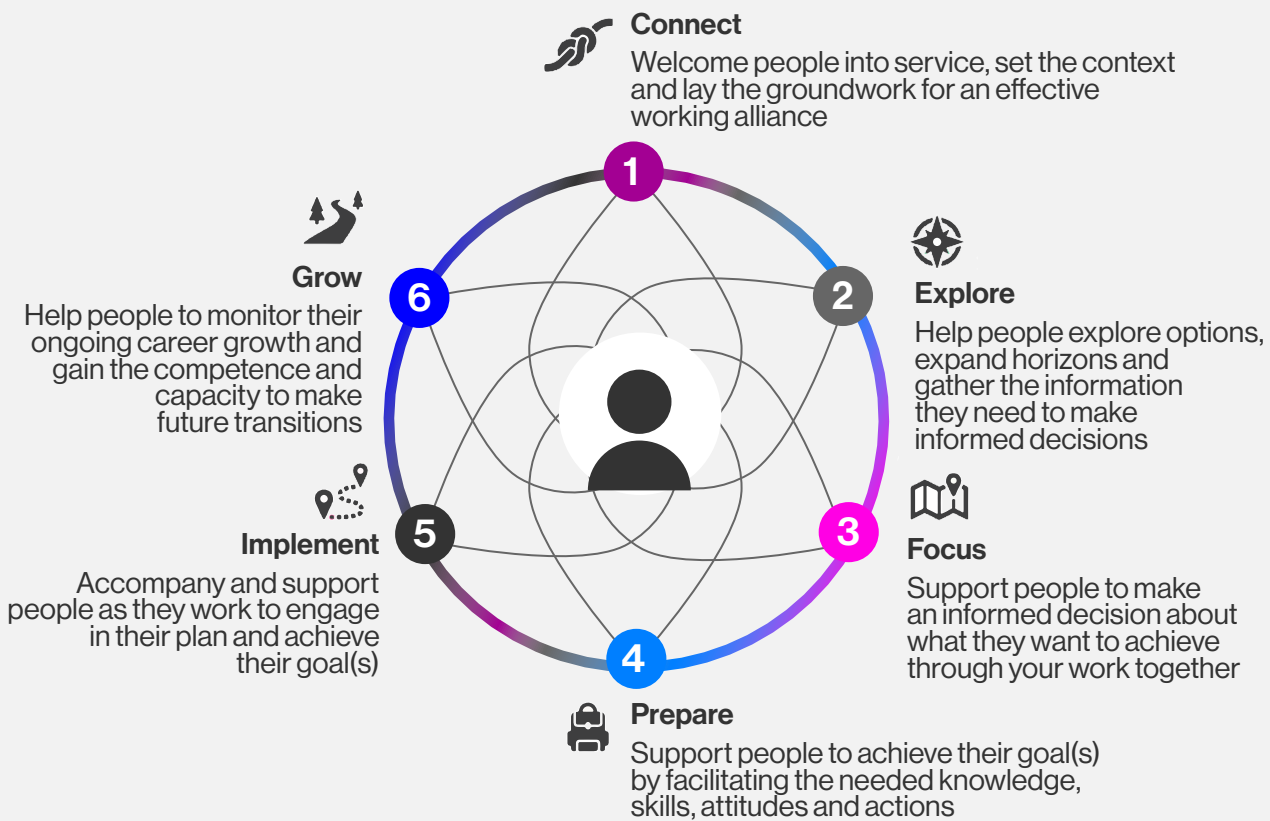 Connect
Welcome people into service, set the context
and lay the groundwork for an effective
working alliance
1
2
Explore
Help people explore options,
expand horizons and
gather the information
they need to make
informed decisions
3
Focus
Support people to make
an informed decision about
what they want to achieve
through your work together
4
Prepare
Support people to achieve their goal(s)
by facilitating the needed knowledge,
skills, attitudes and actions
5
Implement
Accompany and support
people as they work to engage
in their plan and achieve
their goal(s)
6
Grow
Help people to monitor their
ongoing career growth and
gain the competence and
capacity to make
future transitions